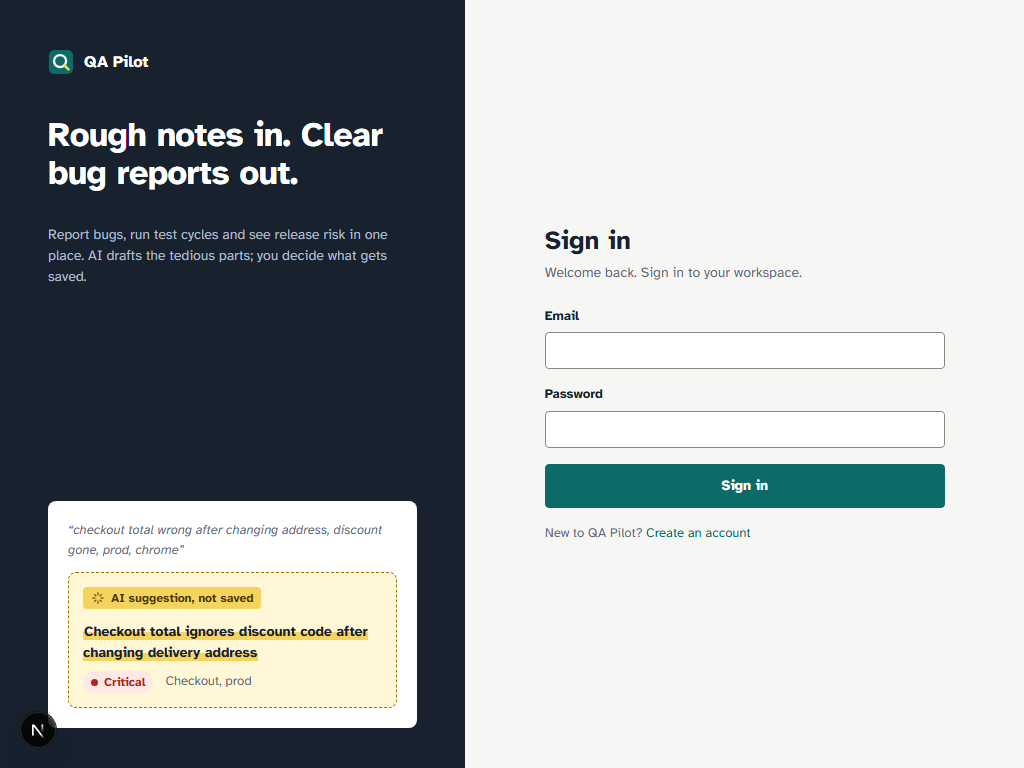 QA Pilot
Rough notes in. Clear
bug reports out.
Report bugs, run test cycles and see release risk in one
place. AI drafts the tedious parts; you decide what gets
saved.
“checkout total wrong after changing address, discount
gone, prod, chrome”
AI suggestion, not saved
Checkout total ignores discount code after
changing delivery address
Critical Checkout, prod
N
Sign in
Welcome back. Sign in to your workspace.
Email
Password
Sign in
New to QA Pilot? Create an account